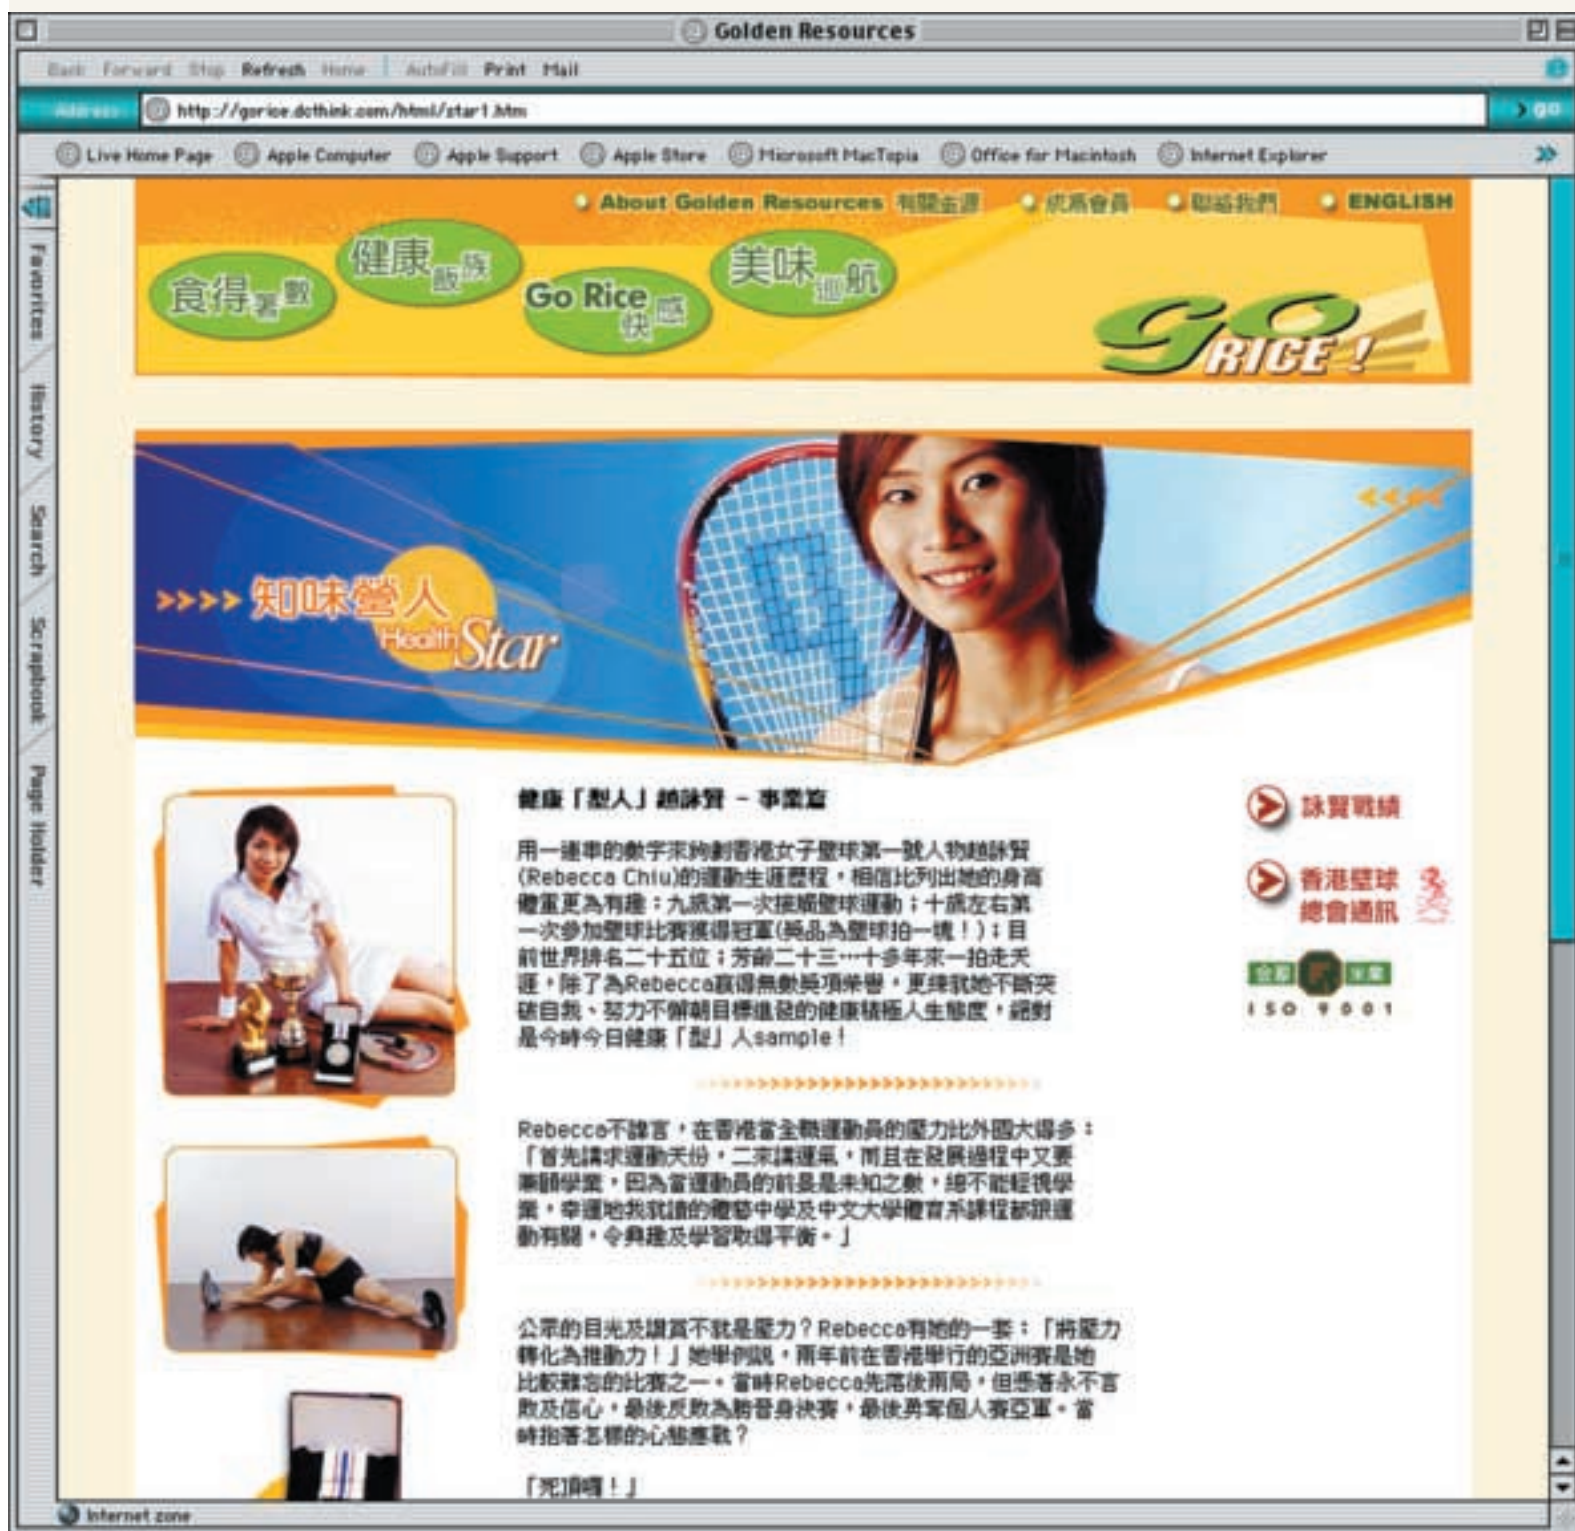 Golden Resources
Back Forward Stop Refresh Home AutoFill Print Mail
Address http://gorice.dcthink.com/html/star1.htm go
Live Home Page Apple Computer Apple Support Apple Store Microsoft MacTopia Office for Macintosh Internet Explorer
Favorites
History
Search
Scrapbook
Page Holder
About Golden Resources 有關金源 成為會員 聯絡我們 ENGLISH
食得著數
健康飯族
Go Rice 快感
美味巡航
GO RICE !
知味營人
Health Star
健康「型人」趙詠賢 - 事業篇
用一連串的數字來夠劃香港女子壁球第一號人物趙詠賢
(Rebecca Chiu)的運動生涯歷程，相信比列出她的身高
體重更為有趣：九歲第一次接觸壁球運動；十歲左右第
一次參加壁球比賽獲得冠軍(獎品為壁球拍一塊！)；目
前世界排名二十五位；芳齡二十三…十多年來一拍走天
涯，除了為Rebecca贏得無數獎項榮譽，更練就她不斷突
破自我、努力不懈朝目標進發的健康積極人生態度，絕對
是今時今日健康「型」人sample！
Rebecca不諱言，在香港當全職運動員的壓力比外國大得多：
「首先講求運動天份，二來講運氣，而且在發展過程中又要
兼顧學業，因為當運動員的前景是未知之數，總不能輕視學
業，幸運地我就讀的體藝中學及中文大學體育系課程都跟運
動有關，令興趣及學習取得平衡。」
公眾的目光及讚賞不就是壓力？Rebecca有她的一套：「將壓力
轉化為推動力！」她舉例說，兩年前在香港舉行的亞洲賽是她
比較難忘的比賽之一。當時Rebecca先落後兩局，但憑著永不言
敗及信心，最後反敗為勝晉身決賽，最後勇奪個人賽亞軍。當
時抱著怎樣的心態應戰？
「死頂囉！」
詠賢戰績
香港壁球
總會通訊
金源 米業
ISO 9001
Internet zone